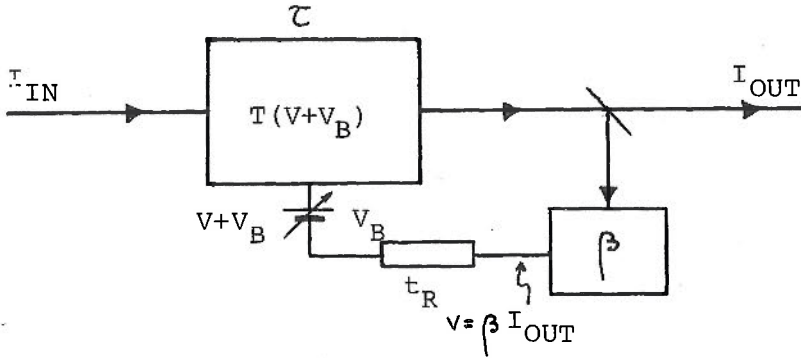 τ
I_IN
T(V+V_B)
I_OUT
V+V_B
V_B
β
t_R
V=β I_OUT